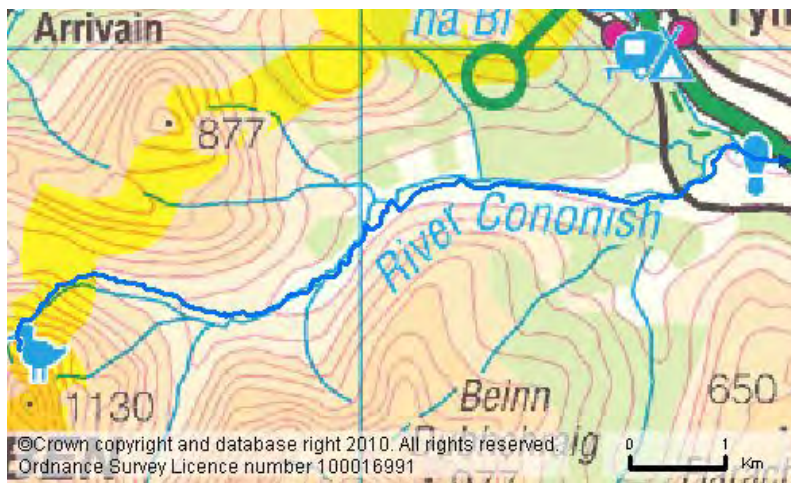 Arrivain
na Bi
Tyn
877
River Cononish
1130
Beinn
650
©Crown copyright and database right 2010. All rights reserved.
Ordnance Survey Licence number 100016991
0 1
Km